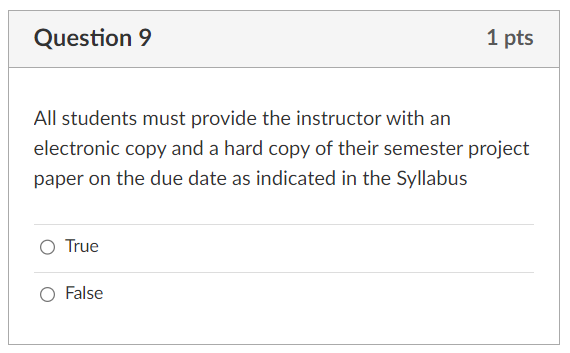 Question 9
1 pts
All students must provide the instructor with an
electronic copy and a hard copy of their semester project
paper on the due date as indicated in the Syllabus
True
False